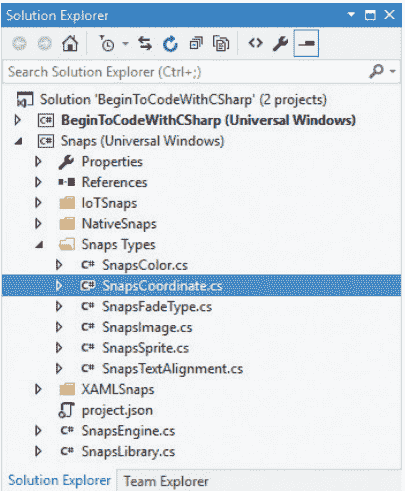 Solution Explorer
Search Solution Explorer (Ctrl+;)
Solution 'BeginToCodeWithCSharp' (2 projects)
C# BeginToCodeWithCSharp (Universal Windows)
C# Snaps (Universal Windows)
Properties
References
IoTSnaps
NativeSnaps
Snaps Types
C# SnapsColor.cs
C# SnapsCoordinate.cs
C# SnapsFadeType.cs
C# SnapsImage.cs
C# SnapsSprite.cs
C# SnapsTextAlignment.cs
XAMLSnaps
project.json
C# SnapsEngine.cs
C# SnapsLibrary.cs
Solution Explorer Team Explorer